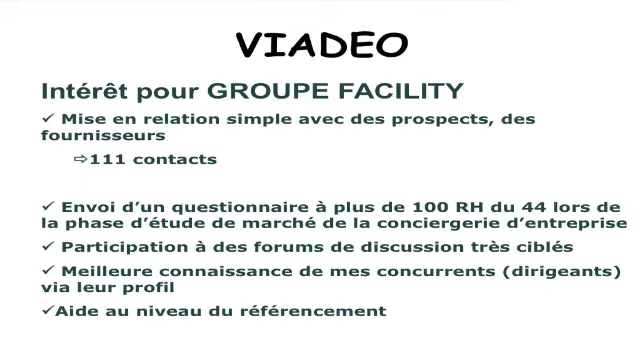 VIADEO
Intérêt pour GROUPE FACILITY
✓ Mise en relation simple avec des prospects, des
fournisseurs
⇨111 contacts
✓ Envoi d’un questionnaire à plus de 100 RH du 44 lors de
la phase d’étude de marché de la conciergerie d’entreprise
✓ Participation à des forums de discussion très ciblés
✓ Meilleure connaissance de mes concurrents (dirigeants)
via leur profil
✓Aide au niveau du référencement